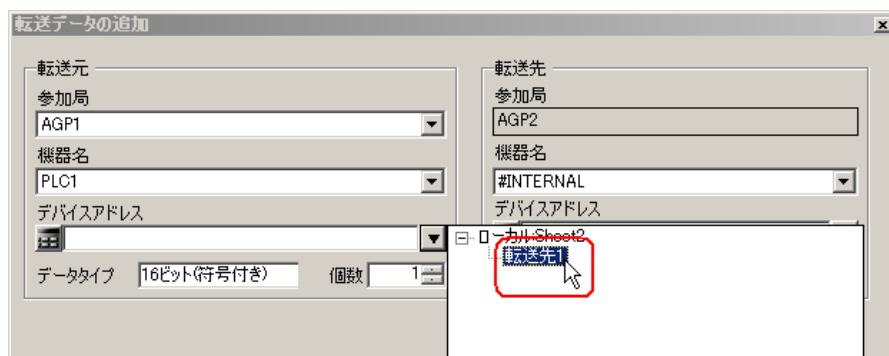 転送データの追加
転送元
参加局
AGP1
機器名
PLC1
デバイスアドレス
データタイプ 16ビット(符号付き) 個数 1
転送先
参加局
AGP2
機器名
#INTERNAL
デバイスアドレス
ローカル:Sheet2
転送先1